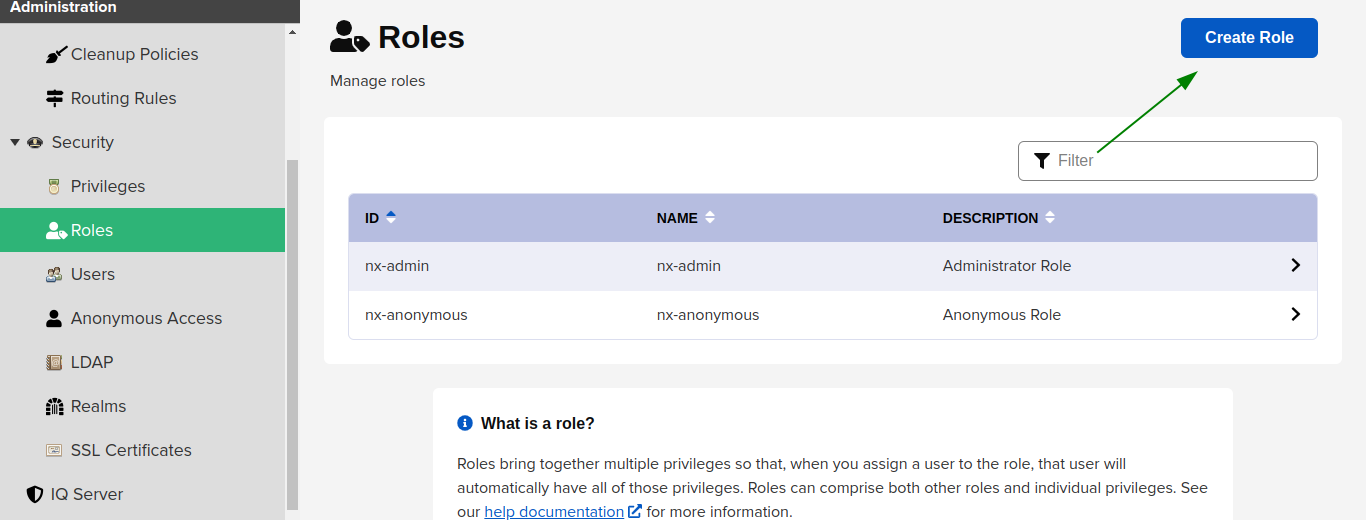 Administration
Cleanup Policies
Routing Rules
Security
Privileges
Roles
Users
Anonymous Access
LDAP
Realms
SSL Certificates
IQ Server
Roles
Create Role
Manage roles
Filter
ID NAME DESCRIPTION
nx-admin nx-admin Administrator Role
nx-anonymous nx-anonymous Anonymous Role
What is a role?
Roles bring together multiple privileges so that, when you assign a user to the role, that user will
automatically have all of those privileges. Roles can comprise both other roles and individual privileges. See
our help documentation for more information.